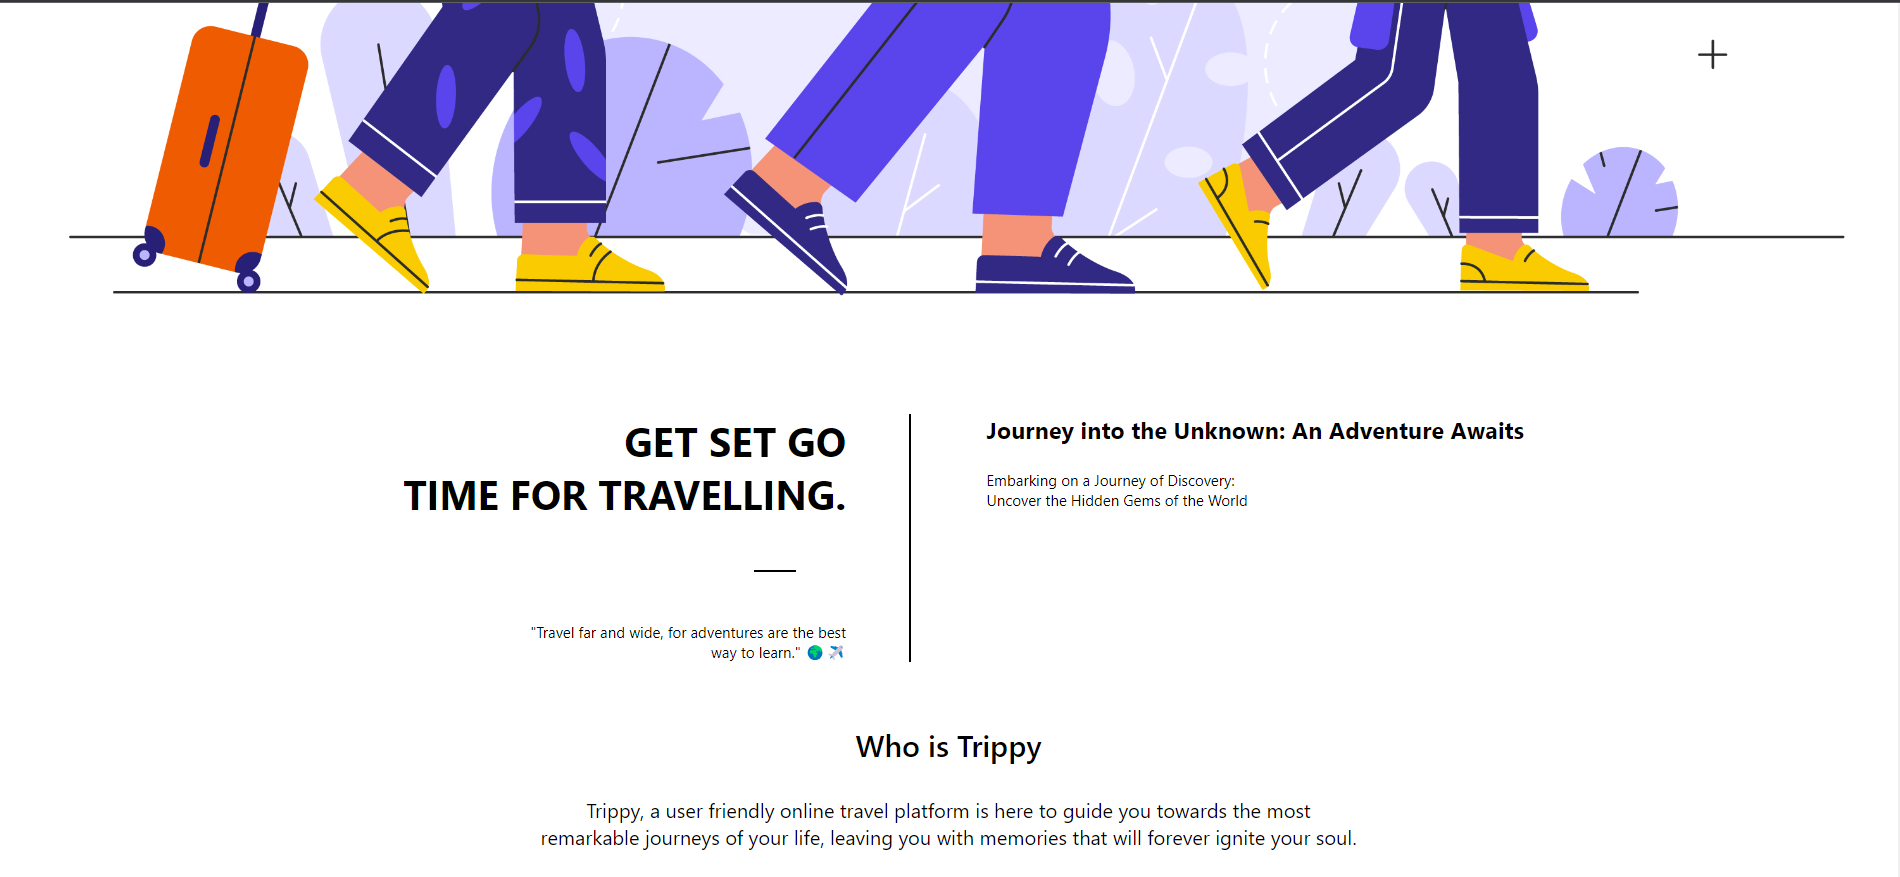 GET SET GO
TIME FOR TRAVELLING.
"Travel far and wide, for adventures are the best
way to learn." 🌍 ✈️
Journey into the Unknown: An Adventure Awaits
Embarking on a Journey of Discovery:
Uncover the Hidden Gems of the World
Who is Trippy
Trippy, a user friendly online travel platform is here to guide you towards the most
remarkable journeys of your life, leaving you with memories that will forever ignite your soul.